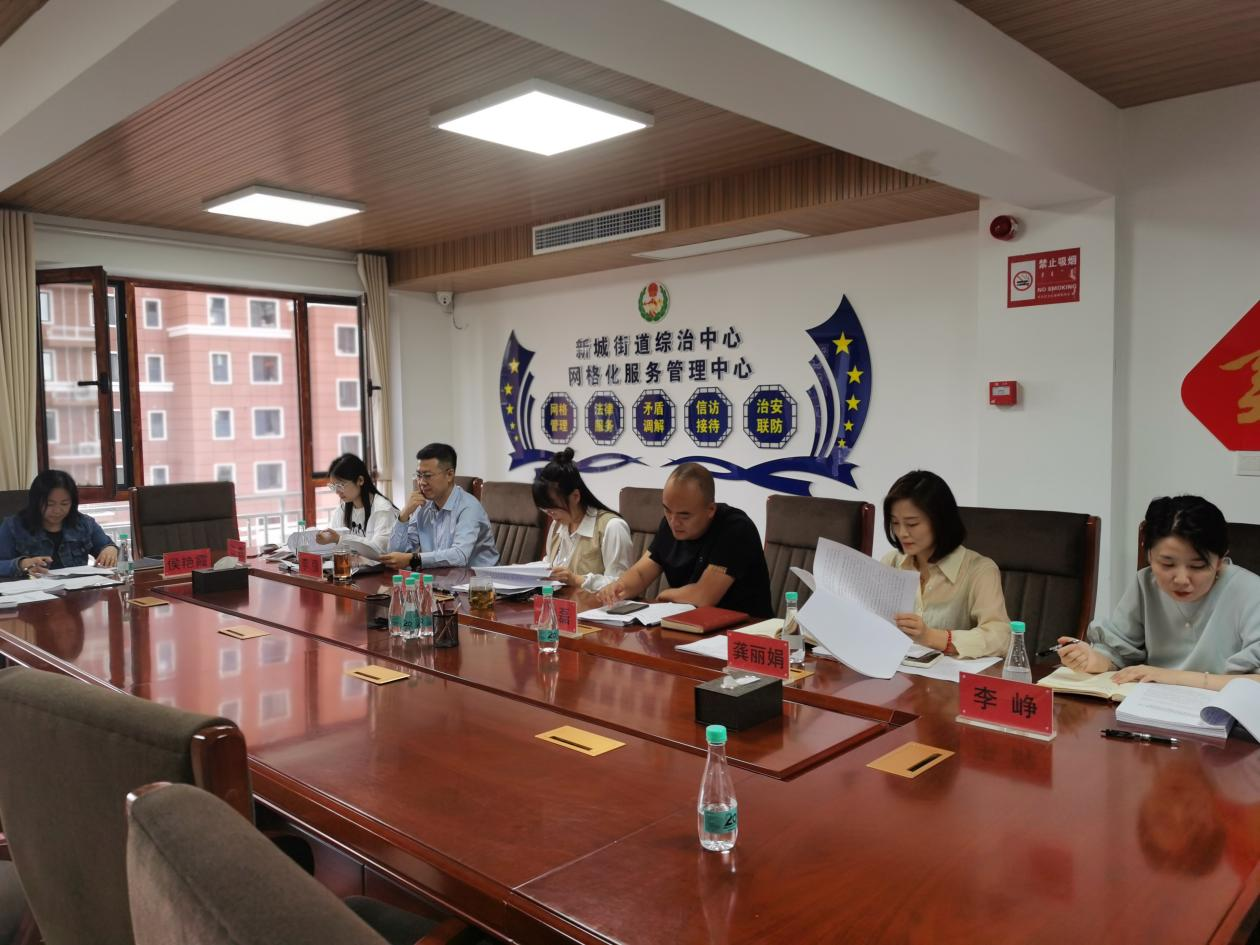 新城街道综治中心
网格化服务管理中心
网格
管理
法律
服务
矛盾
调解
信访
接待
治安
联防
禁止吸烟
NO SMOKING
侯艳霞
龚丽娟
李峥